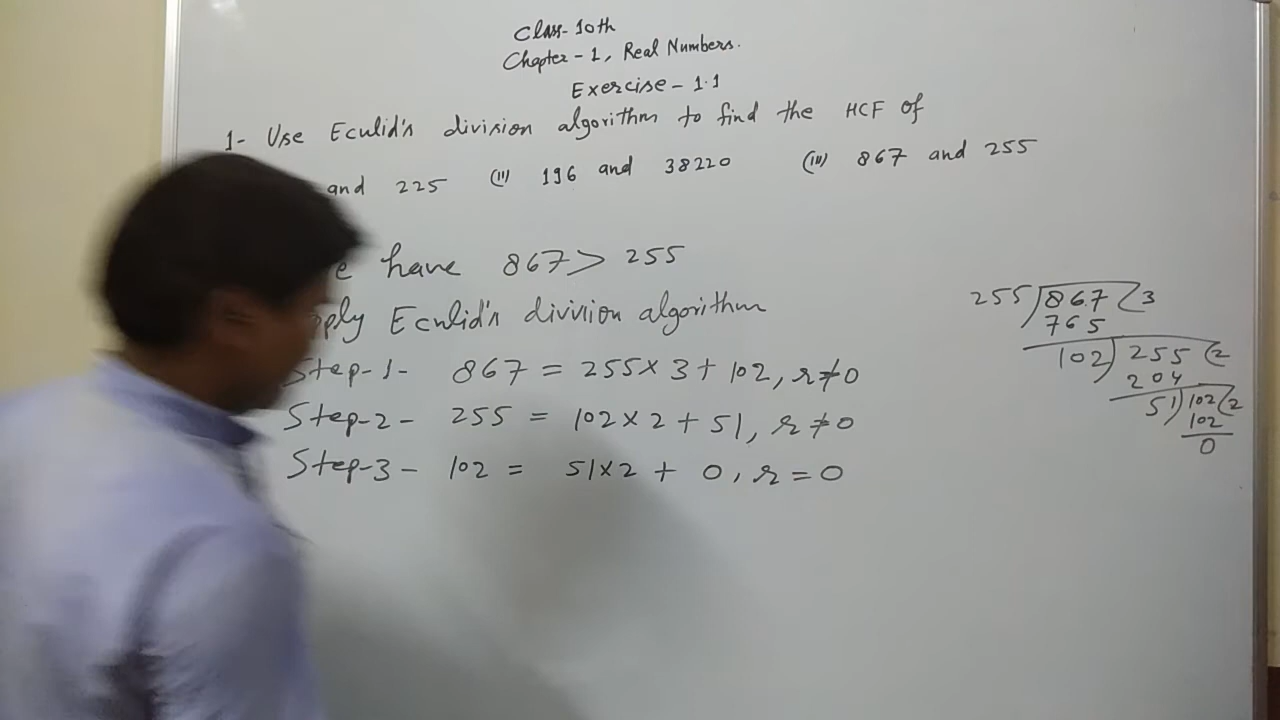 Class-10th
Chapter-1, Real Numbers.
Exercise-1.1
1- Use Eculid's division algorithm to find the HCF of
and 225 (ii) 196 and 38220 (iii) 867 and 255
have 867 > 255
Eculid's division algorithm
Step-1- 867 = 255×3+102, r≠0
Step-2- 255 = 102×2+51, r≠0
Step-3- 102 = 51×2 + 0, r=0
255)867(3
765
102)255(2
204
51)102(2
102
0